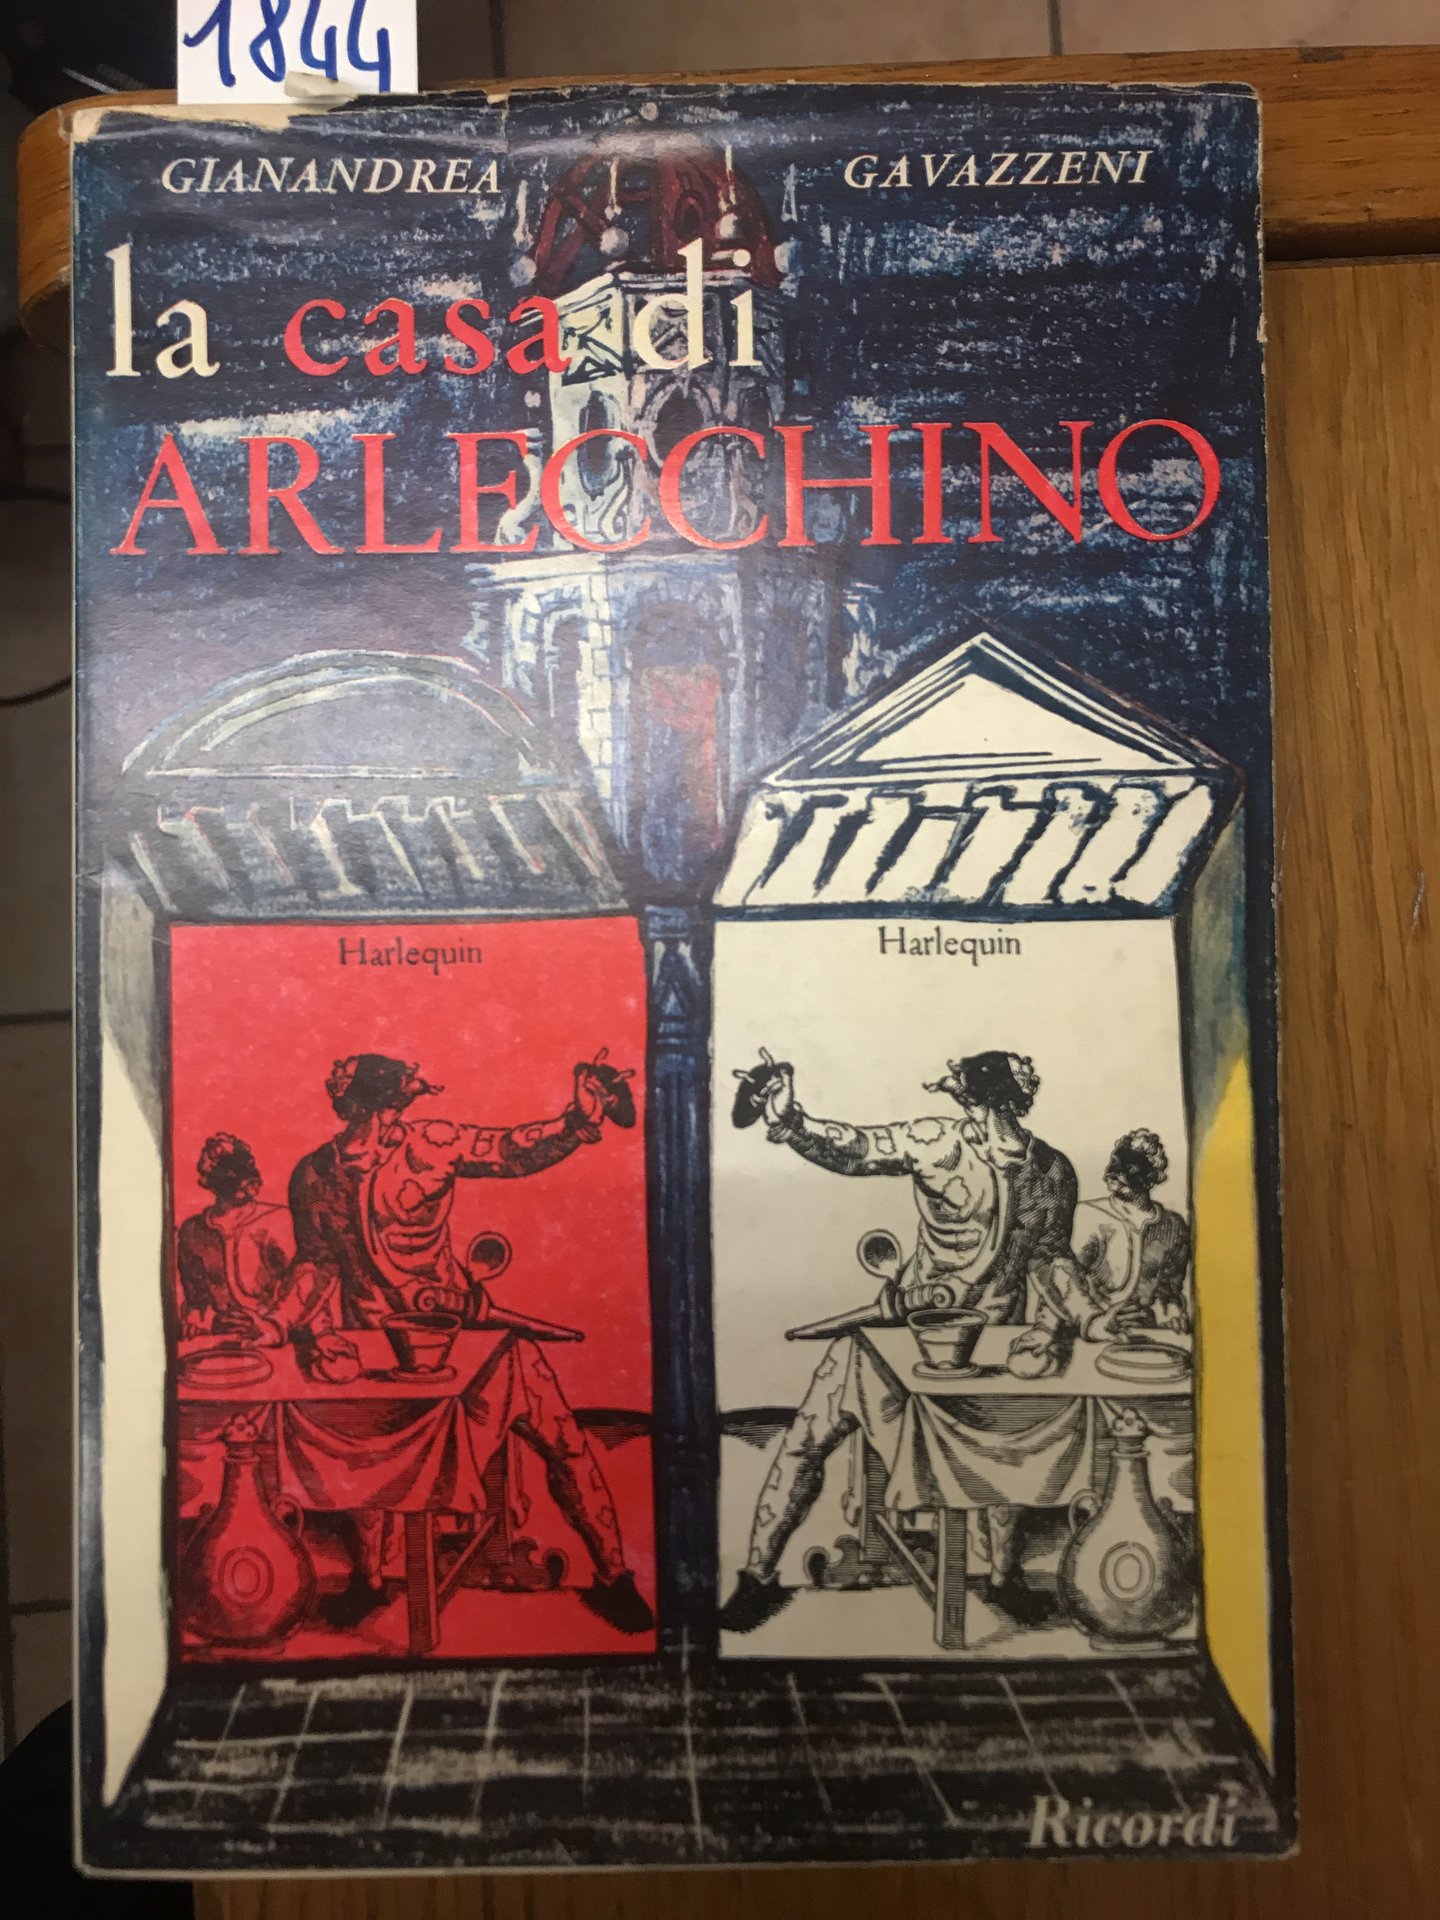 1844
GIANANDREA GAVAZZENI
la casa di
ARLECCHINO
Harlequin Harlequin
Ricordi